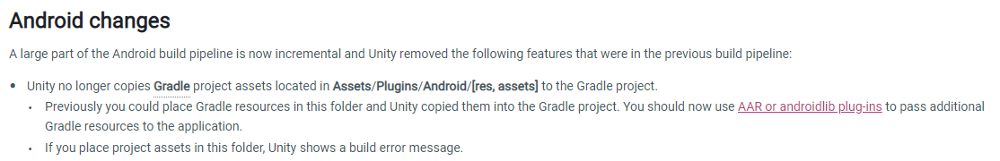 Android changes
A large part of the Android build pipeline is now incremental and Unity removed the following features that were in the previous build pipeline:
• Unity no longer copies Gradle project assets located in Assets/Plugins/Android/[res, assets] to the Gradle project.
• Previously you could place Gradle resources in this folder and Unity copied them into the Gradle project. You should now use AAR or androidlib plug-ins to pass additional
Gradle resources to the application.
• If you place project assets in this folder, Unity shows a build error message.